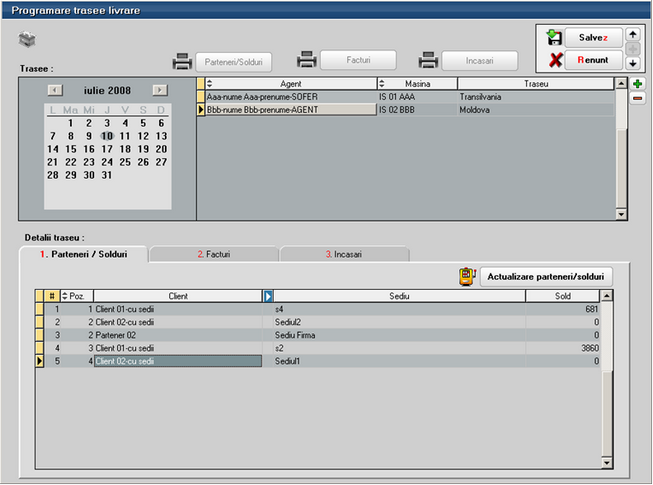 Programare trasee livrare
Salvez
Renunt
Parteneri/Solduri
Facturi
Incasari
Trasee :
iulie 2008
L Ma Mi J V S D
1 2 3 4 5 6
7 8 9 10 11 12 13
14 15 16 17 18 19 20
21 22 23 24 25 26 27
28 29 30 31
Agent Masina Traseu
Aaa-nume Aaa-prenume-SOFER IS 01 AAA Transilvania
Bbb-nume Bbb-prenume-AGENT IS 02 BBB Moldova
Detalii traseu :
1. Parteneri / Solduri
2. Facturi
3. Incasari
Actualizare parteneri/solduri
# Poz. Client Sediu Sold
1 1 Client 01-cu sedii s4 681
2 2 Client 02-cu sedii Sediul2 0
3 2 Partener 02 Sediu Firma 0
4 3 Client 01-cu sedii s2 3860
5 4 Client 02-cu sedii Sediul1 0